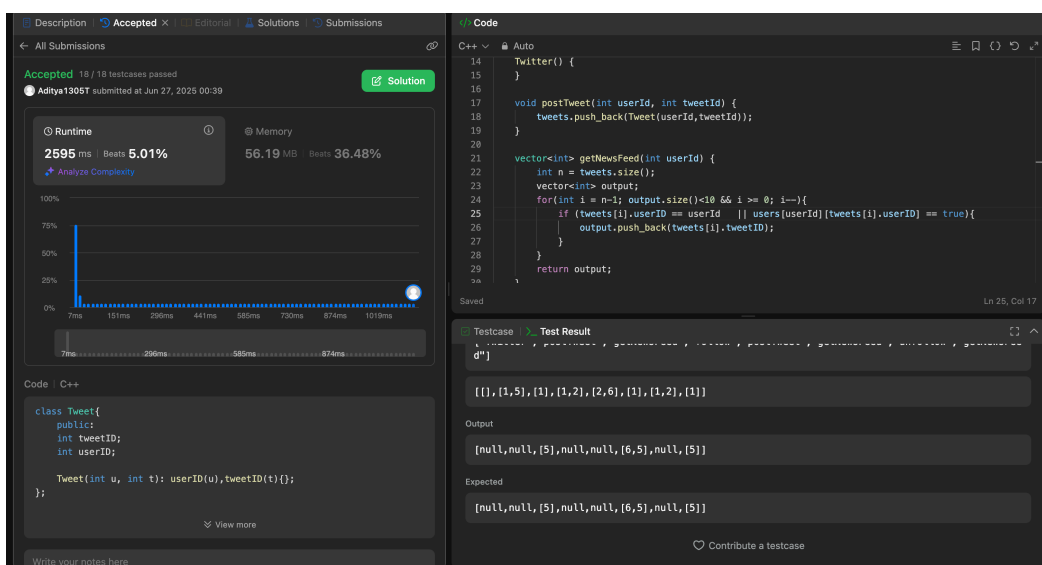 Description
Accepted
Editorial
Solutions
Submissions
All Submissions
Accepted 18 / 18 testcases passed
Aditya1305T submitted at Jun 27, 2025 00:39
Solution
Runtime
2595 ms Beats 5.01%
Analyze Complexity
Memory
56.19 MB Beats 36.48%
100%
75%
50%
25%
0%
7ms 151ms 296ms 441ms 585ms 730ms 874ms 1019ms
7ms 296ms 585ms 874ms
Code C++
class Tweet{
public:
int tweetID;
int userID;
Tweet(int u, int t): userID(u),tweetID(t){};
};
View more
Write your notes here
</> Code
C++ Auto
14 Twitter() {
15 }
16
17 void postTweet(int userId, int tweetId) {
18 tweets.push_back(Tweet(userId,tweetId));
19 }
20
21 vector<int> getNewsFeed(int userId) {
22 int n = tweets.size();
23 vector<int> output;
24 for(int i = n-1; output.size()<10 && i >= 0; i--){
25 if (tweets[i].userID == userId || users[userId][tweets[i].userID] == true){
26 output.push_back(tweets[i].tweetID);
27 }
28 }
29 return output;
30 }
Saved
Ln 25, Col 17
Testcase
Test Result
d"]
[[],[1,5],[1],[1,2],[2,6],[1],[1,2],[1]]
Output
[null,null,[5],null,null,[6,5],null,[5]]
Expected
[null,null,[5],null,null,[6,5],null,[5]]
Contribute a testcase